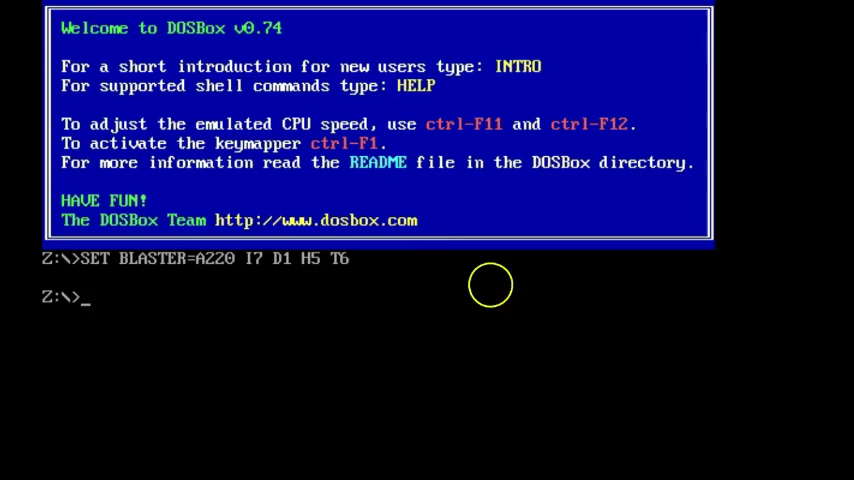 Welcome to DOSBox v0.74
For a short introduction for new users type: INTRO
For supported shell commands type: HELP
To adjust the emulated CPU speed, use ctrl-F11 and ctrl-F12.
To activate the keymapper ctrl-F1.
For more information read the README file in the DOSBox directory.
HAVE FUN!
The DOSBox Team http://www.dosbox.com
Z:\>SET BLASTER=A220 I7 D1 H5 T6
Z:\>_